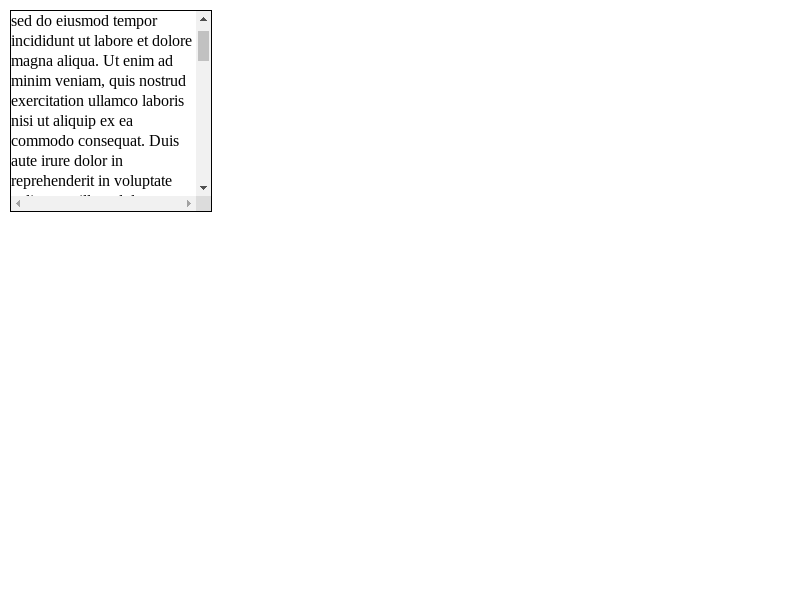 sed do eiusmod tempor
incididunt ut labore et dolore
magna aliqua. Ut enim ad
minim veniam, quis nostrud
exercitation ullamco laboris
nisi ut aliquip ex ea
commodo consequat. Duis
aute irure dolor in
reprehenderit in voluptate